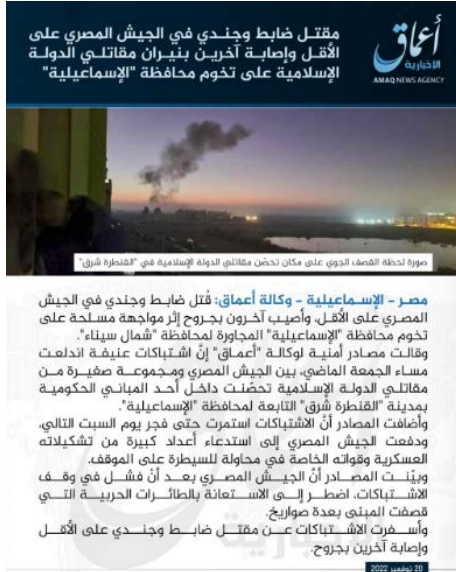 مقتل ضابط وجندي في الجيش المصري على
الأقل وإصابة آخرين بنيران مقاتلي الدولة
الإسلامية على تخوم محافظة "الإسماعيلية"
أعماق
الإخبارية
AMAQ NEWS AGENCY
صورة لحظة القصف الجوي على مكان تحصّن مقاتلي الدولة الإسلامية في "القنطرة شرق"
مصر - الإسماعيلية - وكالة أعماق: قُتل ضابط وجندي في الجيش
المصري على الأقل، وأصيب آخرون بجروح إثر مواجهة مسلحة على
تخوم محافظة "الإسماعيلية" المجاورة لمحافظة "شمال سيناء".
وقالت مصادر أمنية لوكالة "أعماق" إنّ اشتباكات عنيفة اندلعت
مساء الجمعة الماضي، بين الجيش المصري ومجموعة صغيرة من
مقاتلي الدولة الإسلامية تحصّنت داخل أحد المباني الحكومية
بمدينة "القنطرة شرق" التابعة لمحافظة "الإسماعيلية".
وأضافت المصادر أنّ الاشتباكات استمرت حتى فجر يوم السبت التالي،
ودفعت الجيش المصري إلى استدعاء أعداد كبيرة من تشكيلاته
العسكرية وقواته الخاصة في محاولة للسيطرة على الموقف.
وبيّنت المصادر أنّ الجيش المصري بعد أنْ فشل في وقف
الاشتباكات، اضطر إلى الاستعانة بالطائرات الحربية التي
قصفت المبنى بعدة صواريخ.
وأسفرت الاشتباكات عن مقتل ضابط وجندي على الأقل
وإصابة آخرين بجروح.
20 نوفمبر 2022